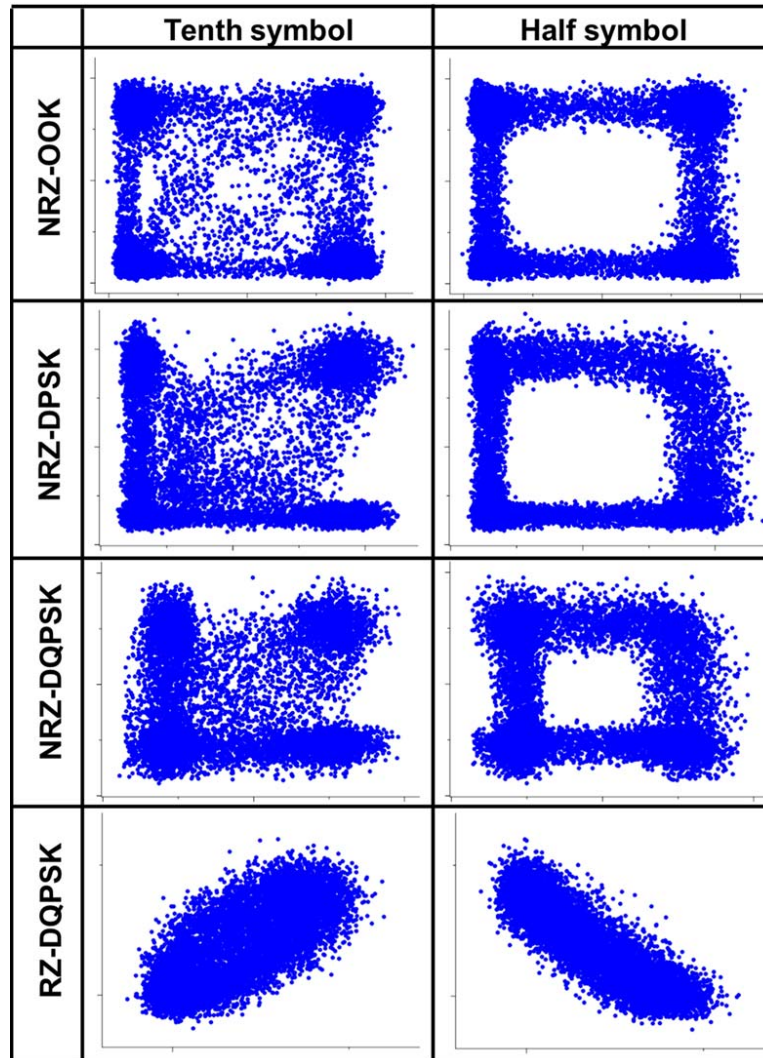 Tenth symbol
Half symbol
NRZ-OOK
NRZ-DPSK
NRZ-DQPSK
RZ-DQPSK